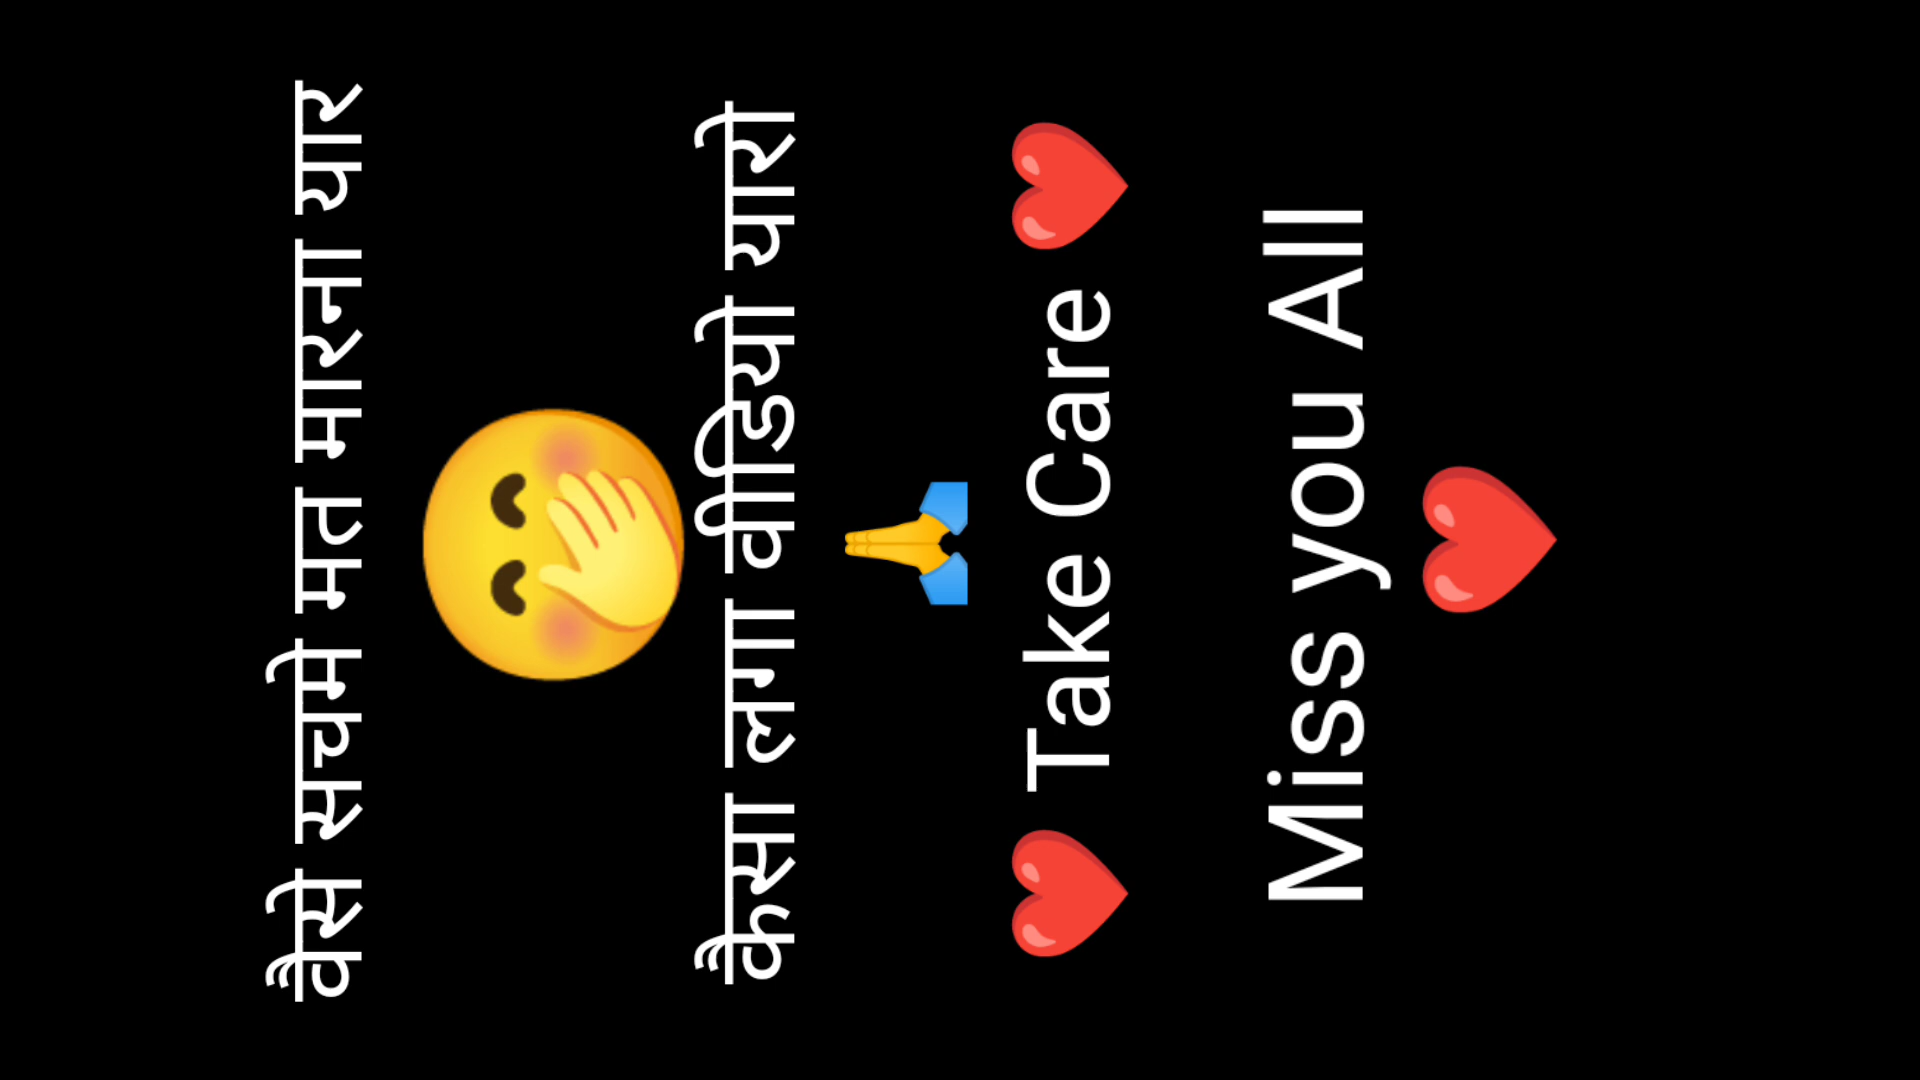 वैसे सचमे मत मारना यार
🤭
कैसा लगा वीडियो यारो
🙏
❤️ Take Care ❤️
Miss you All
❤️